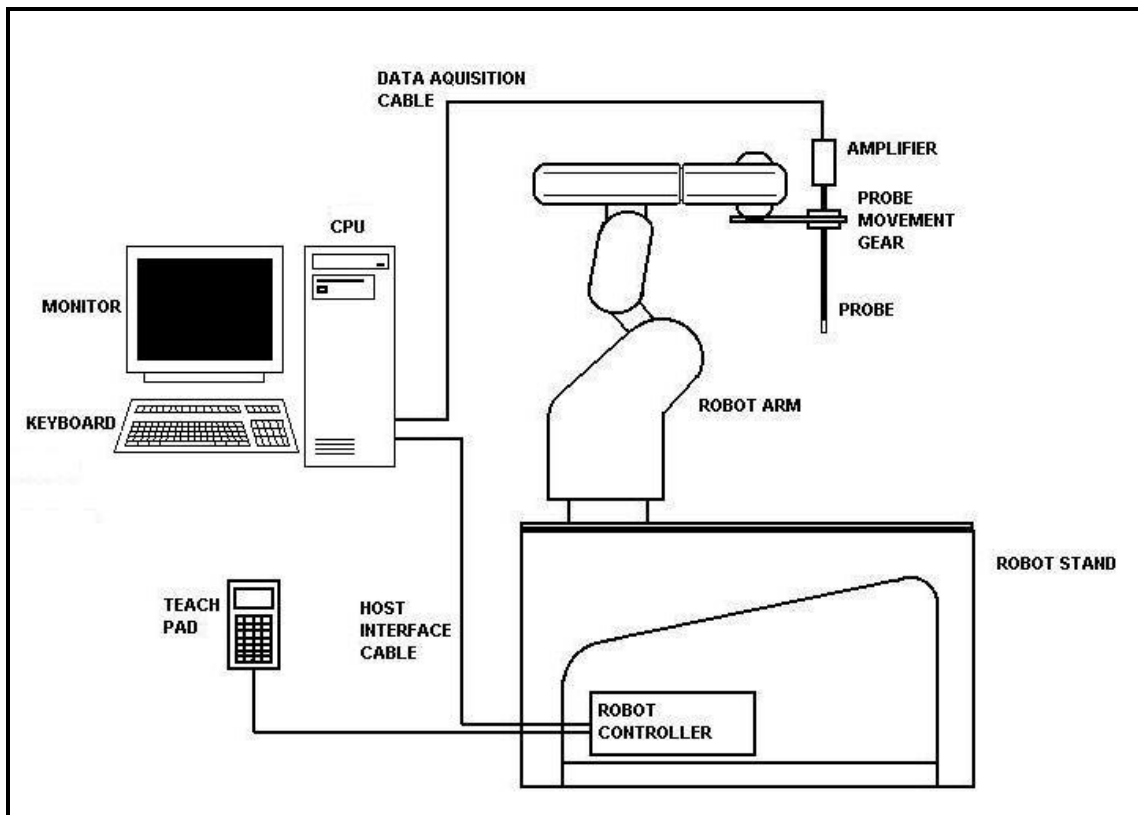 DATA AQUISITION
CABLE
AMPLIFIER
PROBE
MOVEMENT
GEAR
CPU
MONITOR
PROBE
KEYBOARD
ROBOT ARM
ROBOT STAND
TEACH
PAD
HOST
INTERFACE
CABLE
ROBOT
CONTROLLER